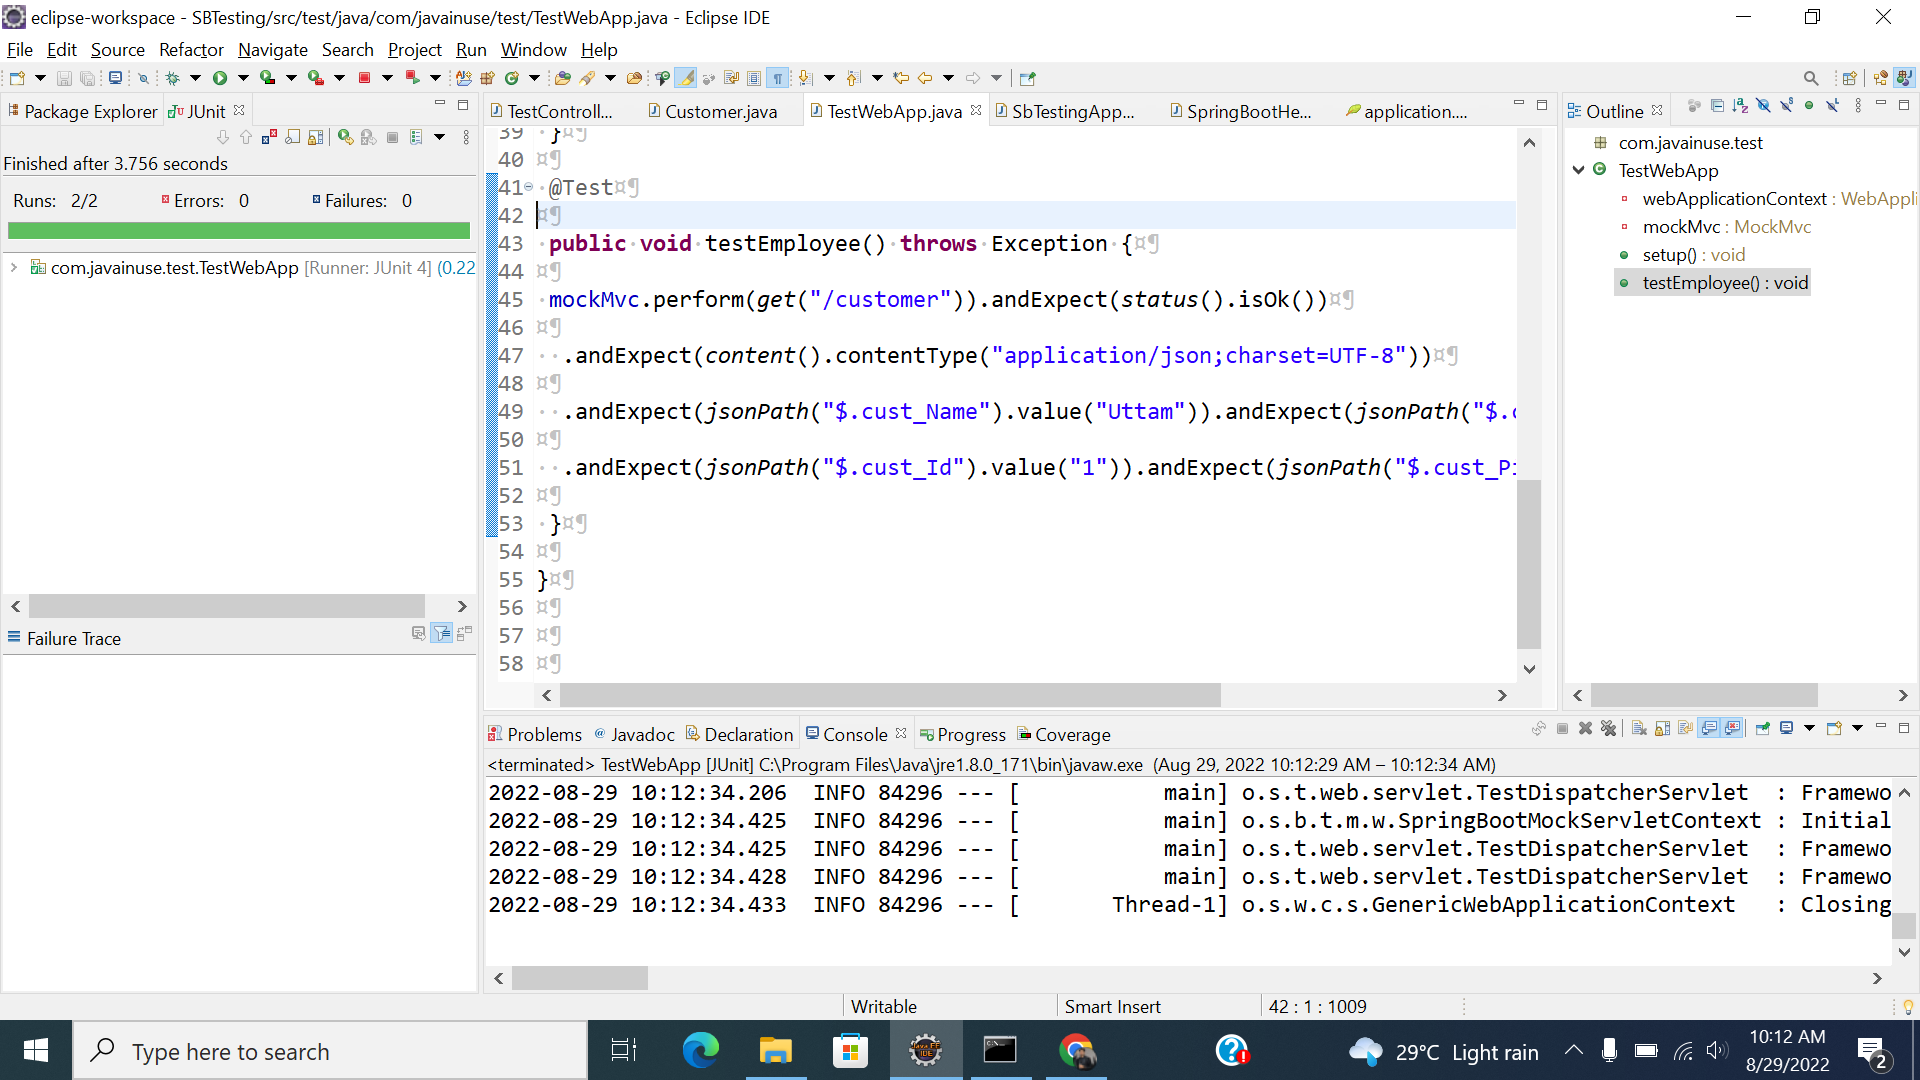 eclipse-workspace - SBTesting/src/test/java/com/javainuse/test/TestWebApp.java - Eclipse IDE
File Edit Source Refactor Navigate Search Project Run Window Help
Package Explorer JUnit
Finished after 3.756 seconds
Runs: 2/2 Errors: 0 Failures: 0
com.javainuse.test.TestWebApp [Runner: JUnit 4] (0.22
Failure Trace
TestControll... Customer.java TestWebApp.java SbTestingApp... SpringBootHe... application....
39 ·}¤¶
40 ¤¶
41 ·@Test¤¶
42 ¤¶
43 ·public·void·testEmployee()·throws·Exception·{¤¶
44 ¤¶
45 ·mockMvc.perform(get("/customer")).andExpect(status().isOk())¤¶
46 ¤¶
47 ··.andExpect(content().contentType("application/json;charset=UTF-8"))¤¶
48 ¤¶
49 ··.andExpect(jsonPath("$.cust_Name").value("Uttam")).andExpect(jsonPath("$.
50 ¤¶
51 ··.andExpect(jsonPath("$.cust_Id").value("1")).andExpect(jsonPath("$.cust_P
52 ¤¶
53 ·}¤¶
54 ¤¶
55 }¤¶
56 ¤¶
57 ¤¶
58 ¤¶
Outline
com.javainuse.test
TestWebApp
webApplicationContext : WebAppli
mockMvc : MockMvc
setup() : void
testEmployee() : void
Problems @ Javadoc Declaration Console Progress Coverage
<terminated> TestWebApp [JUnit] C:\Program Files\Java\jre1.8.0_171\bin\javaw.exe (Aug 29, 2022 10:12:29 AM – 10:12:34 AM)
2022-08-29 10:12:34.206 INFO 84296 --- [ main] o.s.t.web.servlet.TestDispatcherServlet : Framewo
2022-08-29 10:12:34.425 INFO 84296 --- [ main] o.s.b.t.m.w.SpringBootMockServletContext : Initial
2022-08-29 10:12:34.425 INFO 84296 --- [ main] o.s.t.web.servlet.TestDispatcherServlet : Framewo
2022-08-29 10:12:34.428 INFO 84296 --- [ main] o.s.t.web.servlet.TestDispatcherServlet : Framewo
2022-08-29 10:12:34.433 INFO 84296 --- [ Thread-1] o.s.w.c.s.GenericWebApplicationContext : Closing
Writable Smart Insert 42 : 1 : 1009
Type here to search
29°C Light rain
10:12 AM
8/29/2022
2